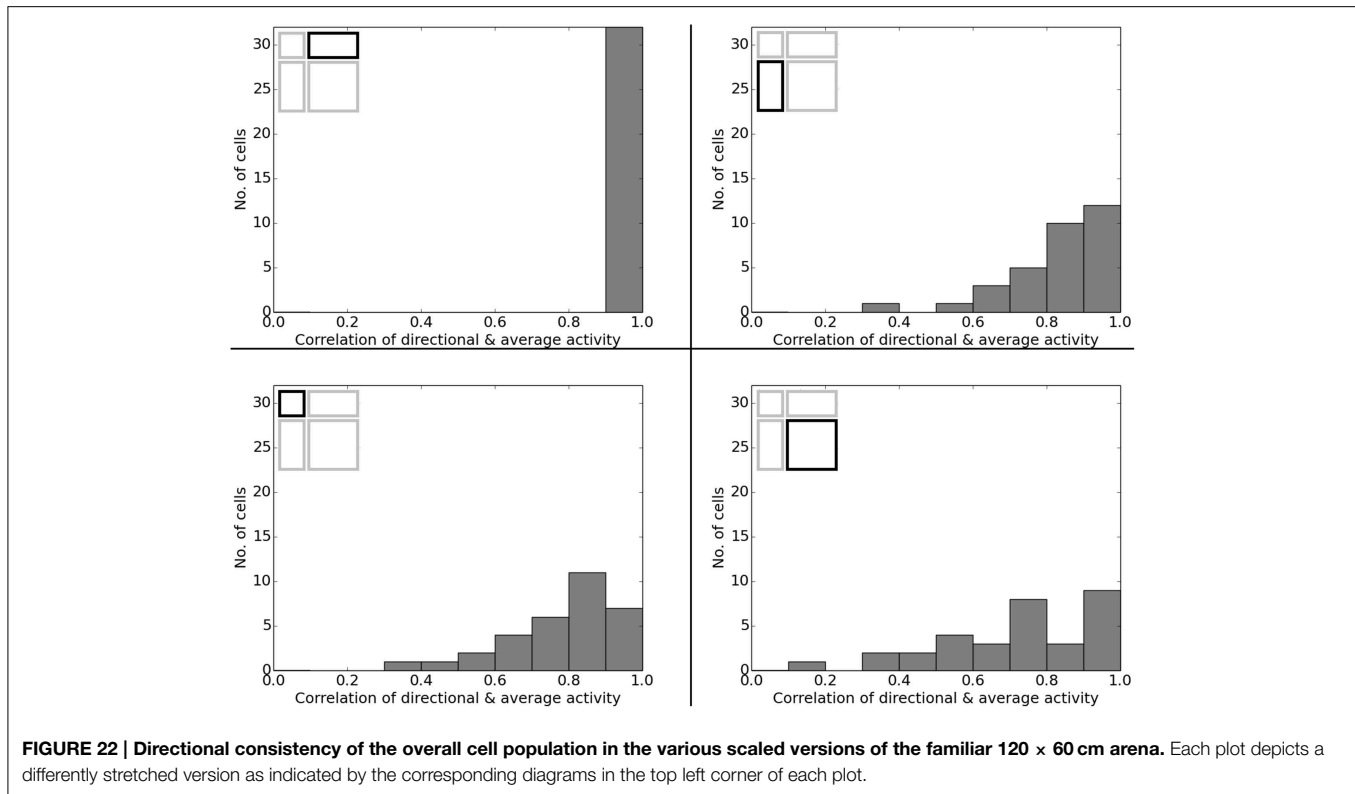 30
25
20
15
10
5
0
No. of cells
0.0 0.2 0.4 0.6 0.8 1.0
Correlation of directional & average activity
30
25
20
15
10
5
0
No. of cells
0.0 0.2 0.4 0.6 0.8 1.0
Correlation of directional & average activity
30
25
20
15
10
5
0
No. of cells
0.0 0.2 0.4 0.6 0.8 1.0
Correlation of directional & average activity
30
25
20
15
10
5
0
No. of cells
0.0 0.2 0.4 0.6 0.8 1.0
Correlation of directional & average activity
FIGURE 22 | Directional consistency of the overall cell population in the various scaled versions of the familiar 120 × 60 cm arena. Each plot depicts a
differently stretched version as indicated by the corresponding diagrams in the top left corner of each plot.